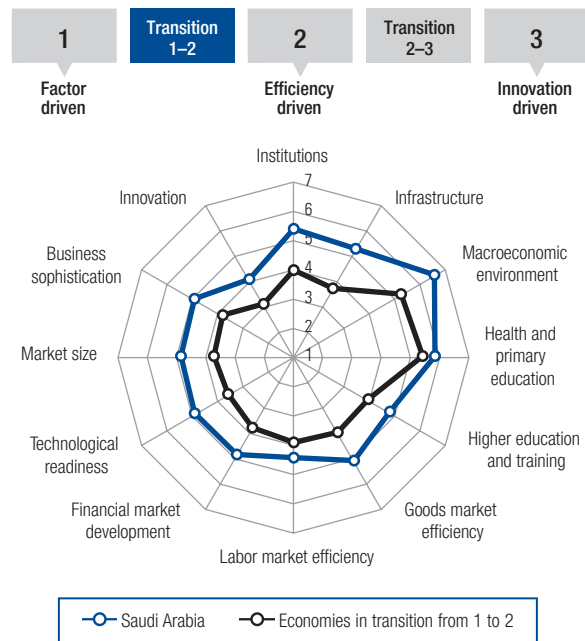 1
Transition
1–2
2
Transition
2–3
3
Factor
driven
Efficiency
driven
Innovation
driven
Institutions
7
6
5
4
3
2
1
Infrastructure
Macroeconomic
environment
Health and
primary
education
Higher education
and training
Goods market
efficiency
Labor market efficiency
Financial market
development
Technological
readiness
Market size
Business
sophistication
Innovation
Saudi Arabia
Economies in transition from 1 to 2